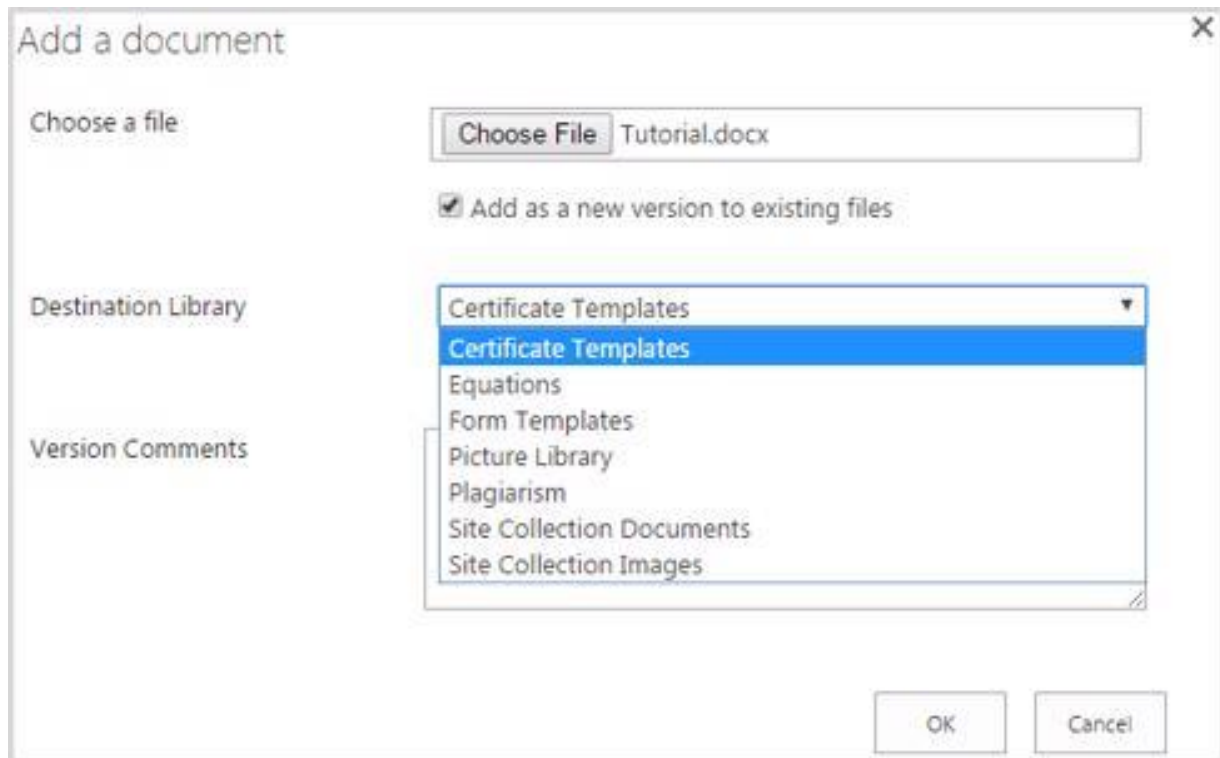 Add a document
Choose a file
Choose File Tutorial.docx
Add as a new version to existing files
Destination Library
Certificate Templates
Certificate Templates
Equations
Form Templates
Picture Library
Plagiarism
Site Collection Documents
Site Collection Images
Version Comments
OK
Cancel